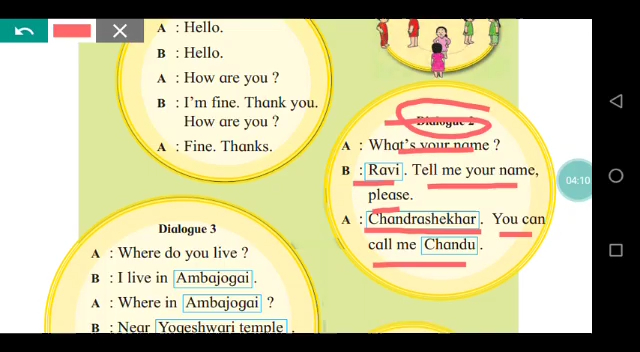 A : Hello.
B : Hello.
A : How are you ?
B : I'm fine. Thank you.
How are you ?
A : Fine. Thanks.
Dialogue 2
A : What's your name ?
B : Ravi . Tell me your name,
please.
A : Chandrashekhar . You can
call me Chandu .
04:10
Dialogue 3
A : Where do you live ?
B : I live in Ambajogai .
A : Where in Ambajogai ?
B : Near Yogeshwari temple .